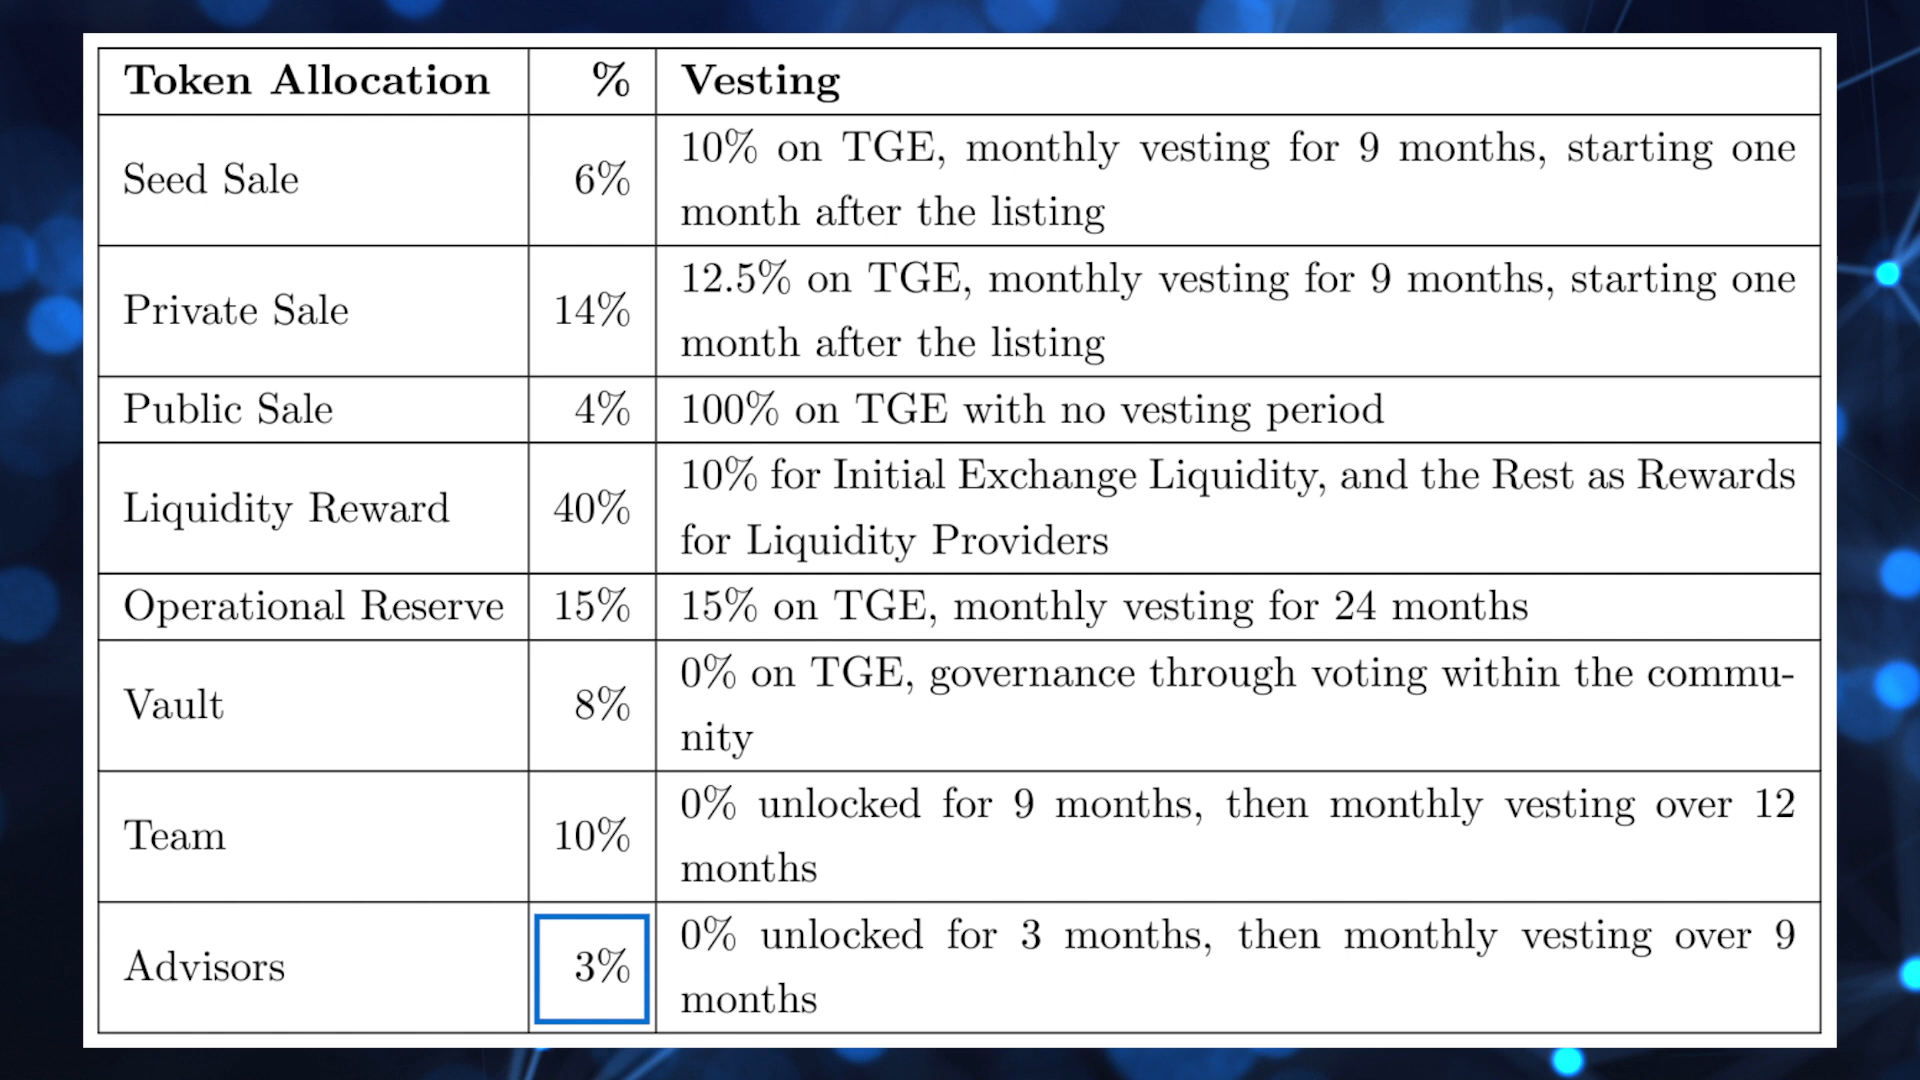 Token Allocation % Vesting
Seed Sale 6% 10% on TGE, monthly vesting for 9 months, starting one
month after the listing
Private Sale 14% 12.5% on TGE, monthly vesting for 9 months, starting one
month after the listing
Public Sale 4% 100% on TGE with no vesting period
Liquidity Reward 40% 10% for Initial Exchange Liquidity, and the Rest as Rewards
for Liquidity Providers
Operational Reserve 15% 15% on TGE, monthly vesting for 24 months
Vault 8% 0% on TGE, governance through voting within the commu-
nity
Team 10% 0% unlocked for 9 months, then monthly vesting over 12
months
Advisors 3% 0% unlocked for 3 months, then monthly vesting over 9
months